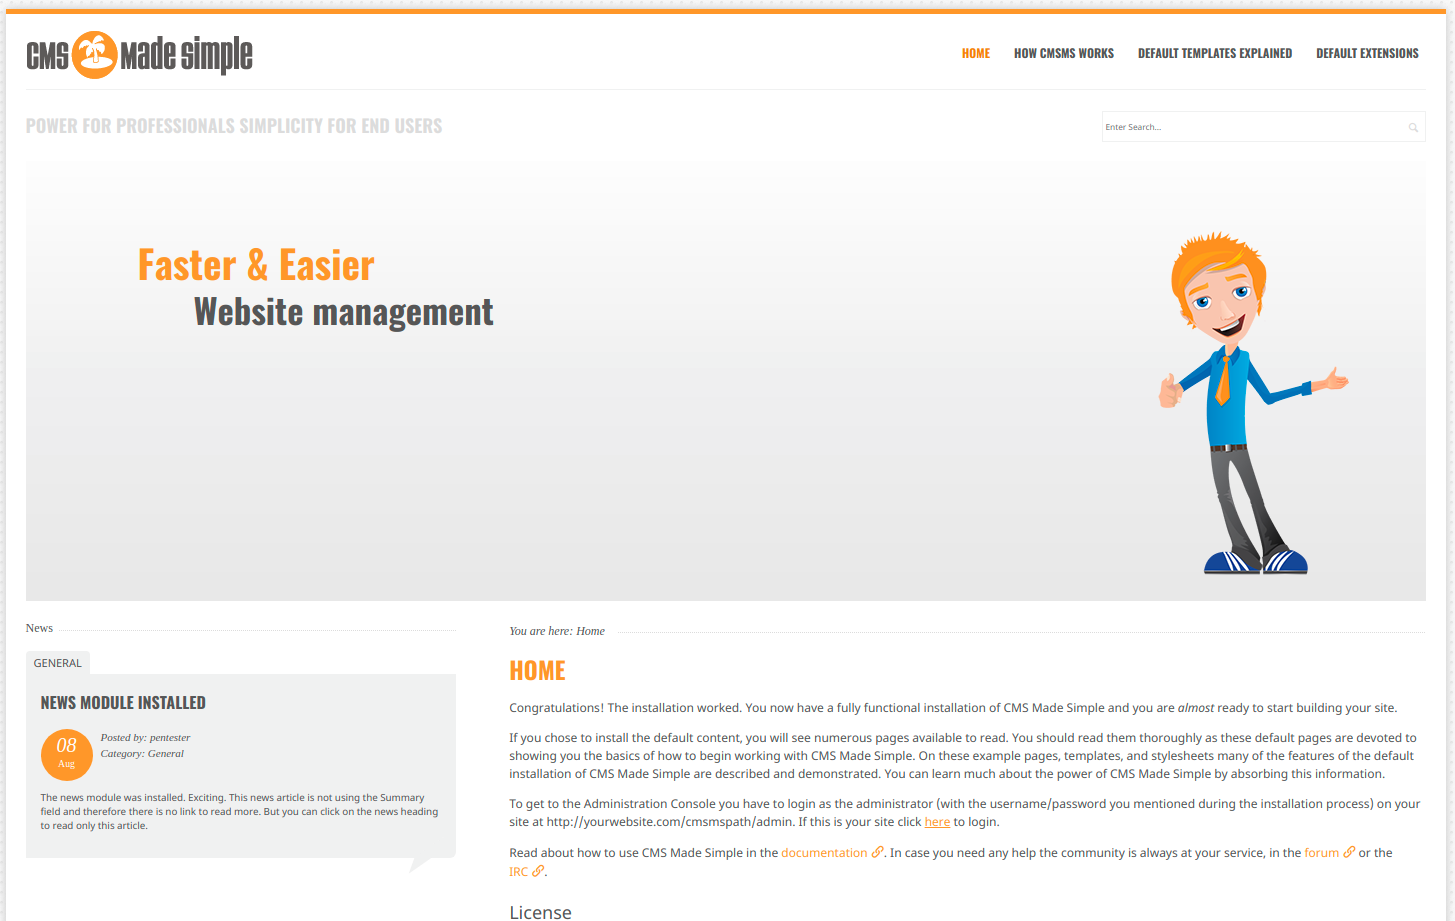 CMS Made Simple
HOME HOW CMSMS WORKS DEFAULT TEMPLATES EXPLAINED DEFAULT EXTENSIONS
POWER FOR PROFESSIONALS SIMPLICITY FOR END USERS
Enter Search...
Faster & Easier
Website management
News
GENERAL
NEWS MODULE INSTALLED
08
Aug
Posted by: pentester
Category: General
The news module was installed. Exciting. This news article is not using the Summary
field and therefore there is no link to read more. But you can click on the news heading
to read only this article.
You are here: Home
HOME
Congratulations! The installation worked. You now have a fully functional installation of CMS Made Simple and you are almost ready to start building your site.
If you chose to install the default content, you will see numerous pages available to read. You should read them thoroughly as these default pages are devoted to
showing you the basics of how to begin working with CMS Made Simple. On these example pages, templates, and stylesheets many of the features of the default
installation of CMS Made Simple are described and demonstrated. You can learn much about the power of CMS Made Simple by absorbing this information.
To get to the Administration Console you have to login as the administrator (with the username/password you mentioned during the installation process) on your
site at http://yourwebsite.com/cmsmspath/admin. If this is your site click here to login.
Read about how to use CMS Made Simple in the documentation. In case you need any help the community is always at your service, in the forum or the
IRC.
License